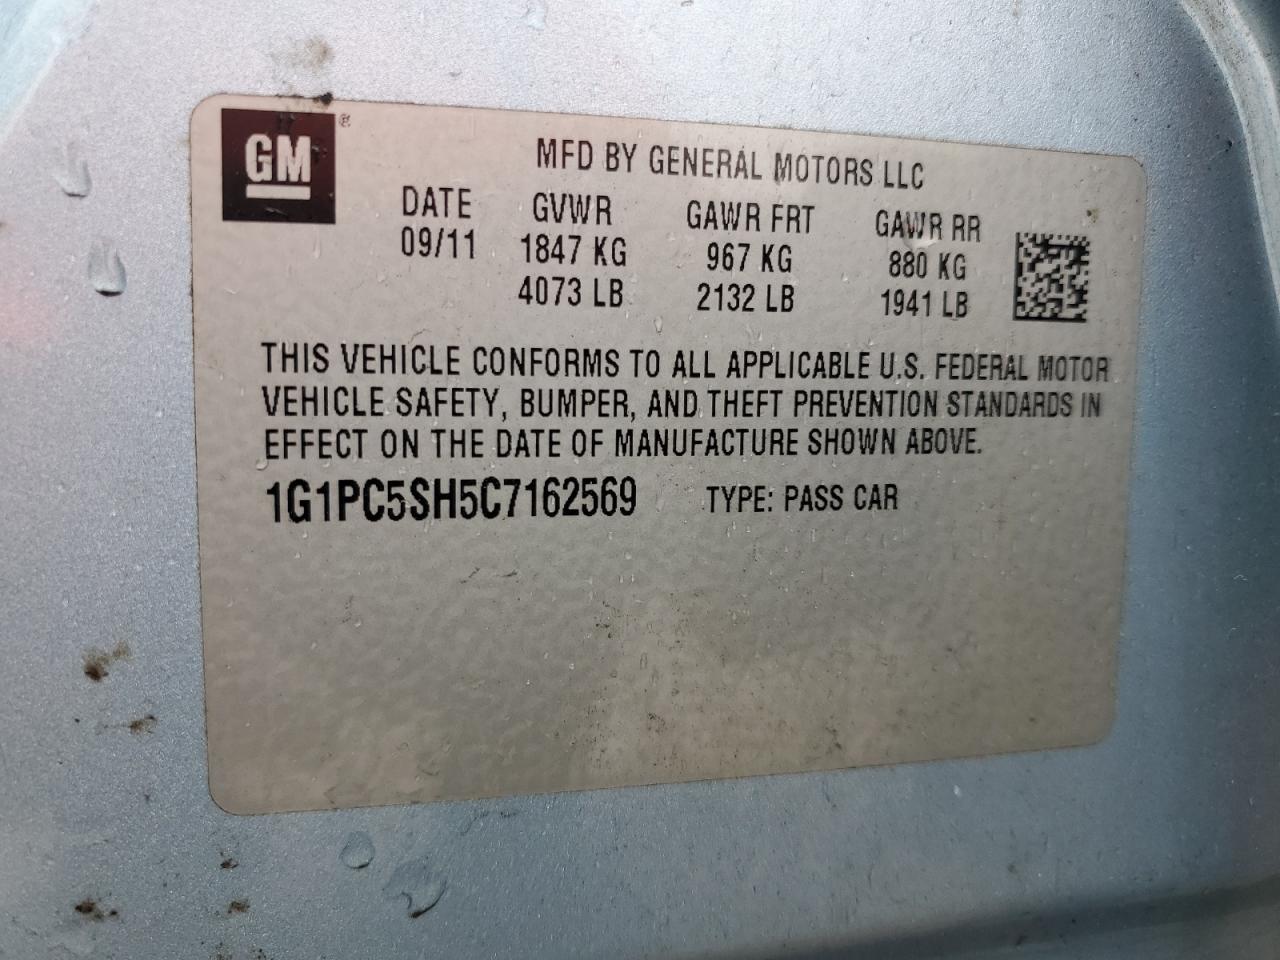 GM ®
MFD BY GENERAL MOTORS LLC
DATE GVWR GAWR FRT GAWR RR
09/11 1847 KG 967 KG 880 KG
4073 LB 2132 LB 1941 LB
THIS VEHICLE CONFORMS TO ALL APPLICABLE U.S. FEDERAL MOTOR
VEHICLE SAFETY, BUMPER, AND THEFT PREVENTION STANDARDS IN
EFFECT ON THE DATE OF MANUFACTURE SHOWN ABOVE.
1G1PC5SH5C7162569 TYPE: PASS CAR